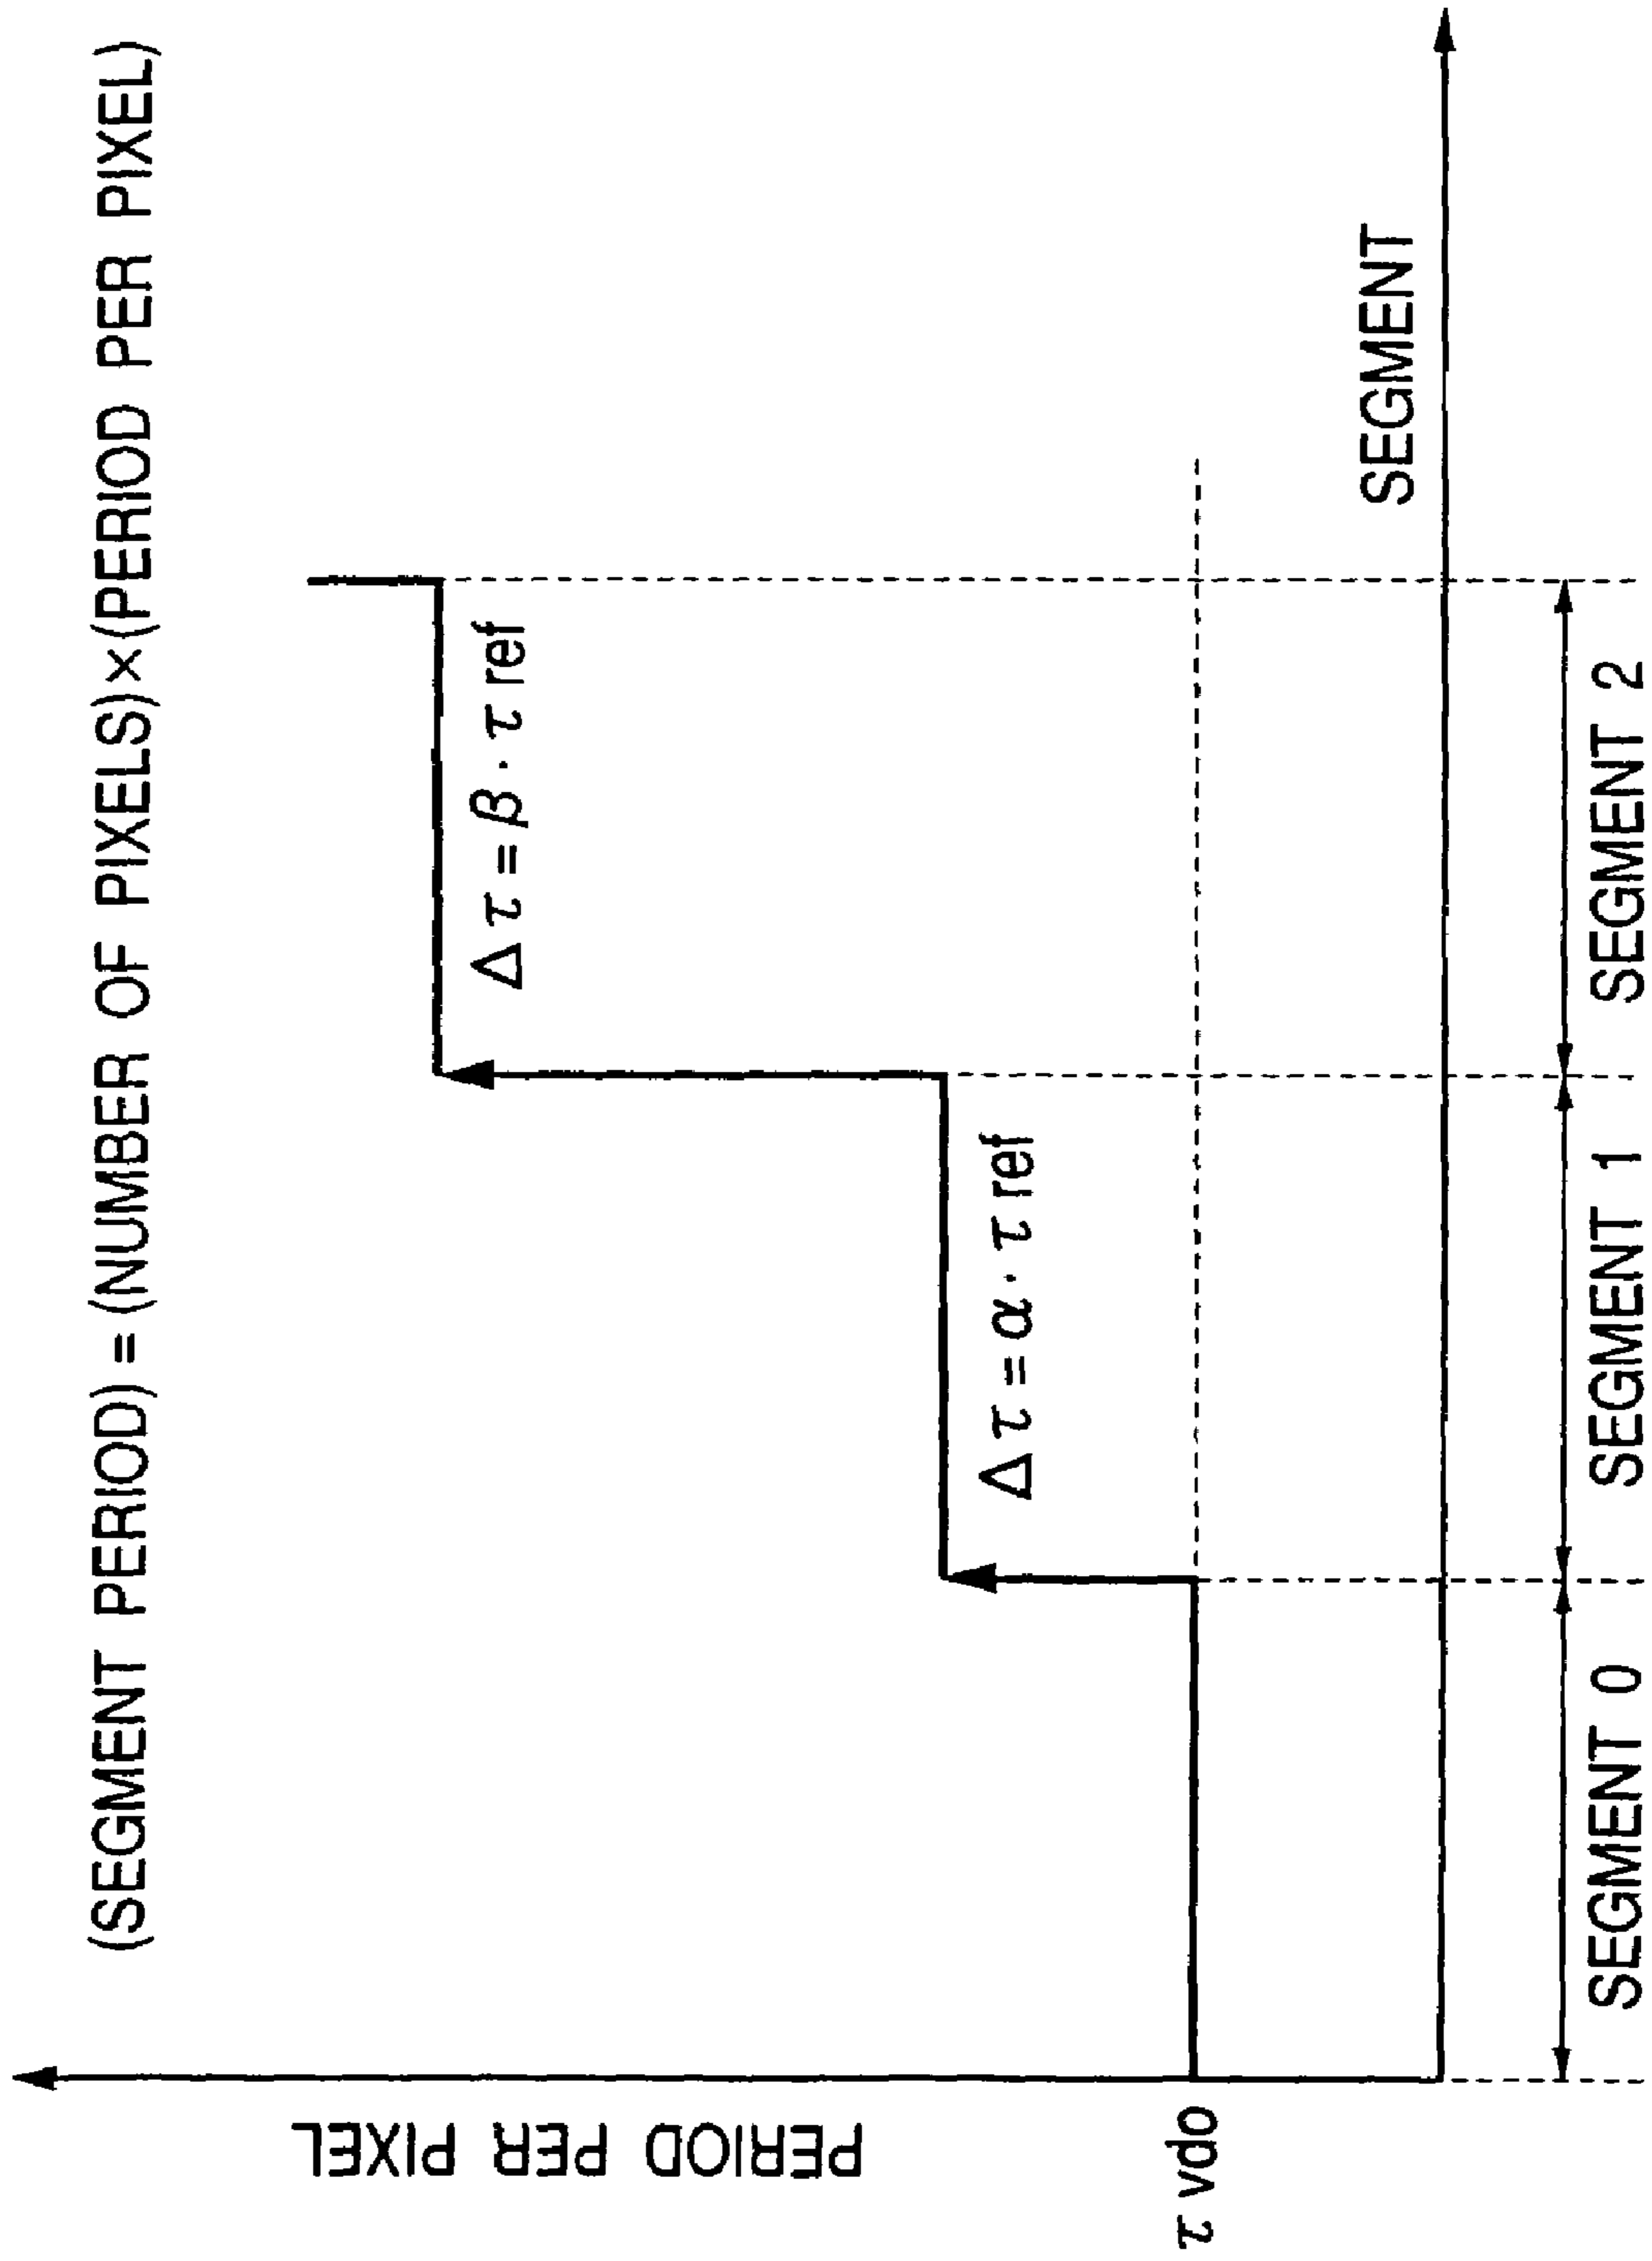 (SEGMENT PERIOD) = (NUMBER OF PIXELS)×(PERIOD PER PIXEL)
PERIOD PER PIXEL
Δτ = β · τ ref
Δτ = α · τ ref
τ vdo
SEGMENT
SEGMENT 0
SEGMENT 1
SEGMENT 2